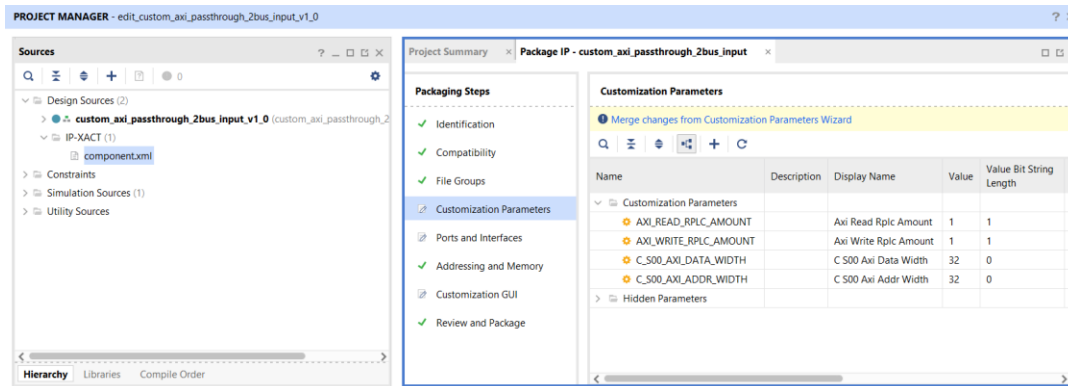 PROJECT MANAGER - edit_custom_axi_passthrough_2bus_input_v1_0
Sources
0
Design Sources (2)
custom_axi_passthrough_2bus_input_v1_0 (custom_axi_passthrough_2
IP-XACT (1)
component.xml
Constraints
Simulation Sources (1)
Utility Sources
Hierarchy Libraries Compile Order
Project Summary Package IP - custom_axi_passthrough_2bus_input
Packaging Steps
Identification
Compatibility
File Groups
Customization Parameters
Ports and Interfaces
Addressing and Memory
Customization GUI
Review and Package
Customization Parameters
Merge changes from Customization Parameters Wizard
Name Description Display Name Value Value Bit String Length
Customization Parameters
AXI_READ_RPLC_AMOUNT Axi Read Rplc Amount 1 1
AXI_WRITE_RPLC_AMOUNT Axi Write Rplc Amount 1 1
C_S00_AXI_DATA_WIDTH C S00 Axi Data Width 32 0
C_S00_AXI_ADDR_WIDTH C S00 Axi Addr Width 32 0
Hidden Parameters